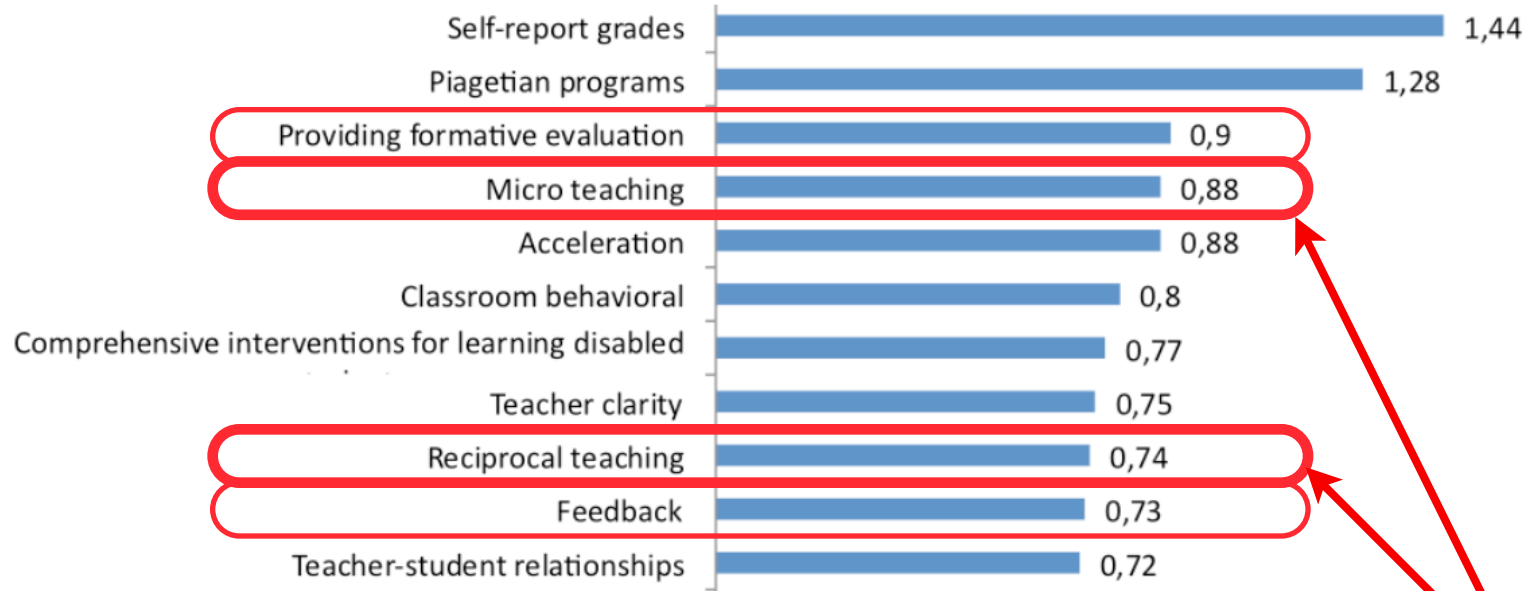 Self-report grades 1,44
Piagetian programs 1,28
Providing formative evaluation 0,9
Micro teaching 0,88
Acceleration 0,88
Classroom behavioral 0,8
Comprehensive interventions for learning disabled 0,77
Teacher clarity 0,75
Reciprocal teaching 0,74
Feedback 0,73
Teacher-student relationships 0,72